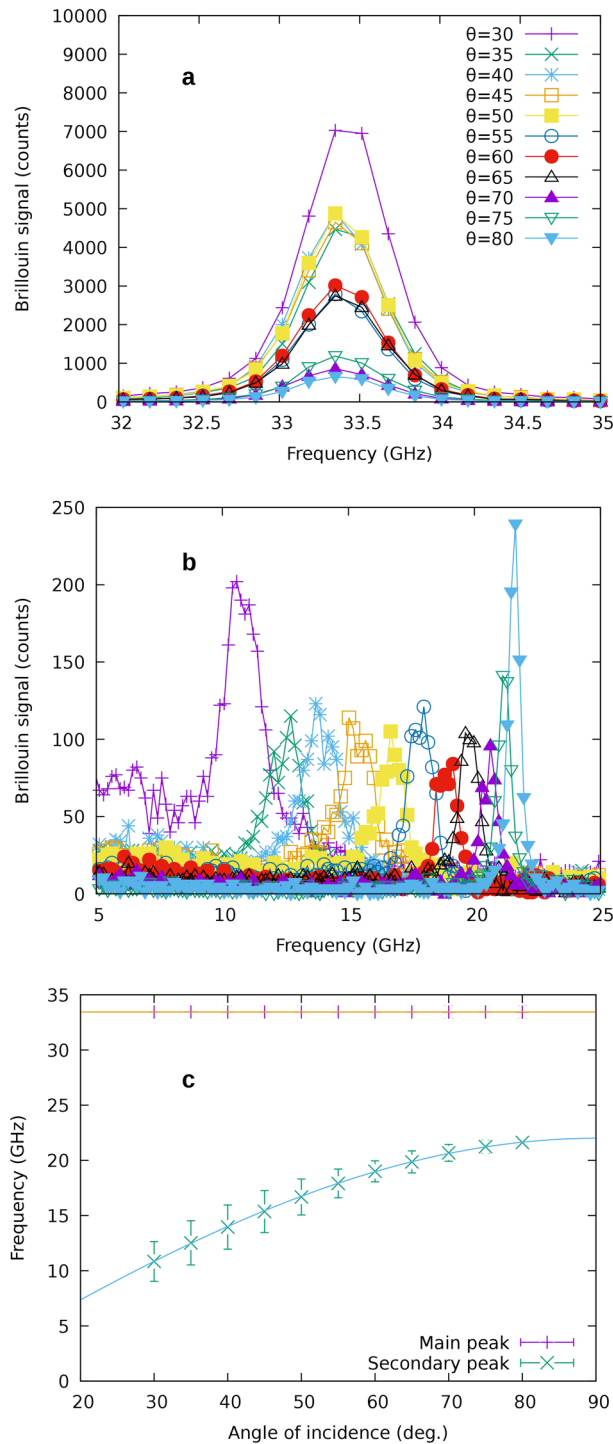 10000
9000
8000
7000
6000
5000
4000
3000
2000
1000
0
Brillouin signal (counts)
a
θ=30
θ=35
θ=40
θ=45
θ=50
θ=55
θ=60
θ=65
θ=70
θ=75
θ=80
32 32.5 33 33.5 34 34.5 35
Frequency (GHz)
250
200
150
100
50
0
Brillouin signal (counts)
b
5 10 15 20 25
Frequency (GHz)
35
30
25
20
15
10
5
0
Frequency (GHz)
c
Main peak
Secondary peak
20 30 40 50 60 70 80 90
Angle of incidence (deg.)